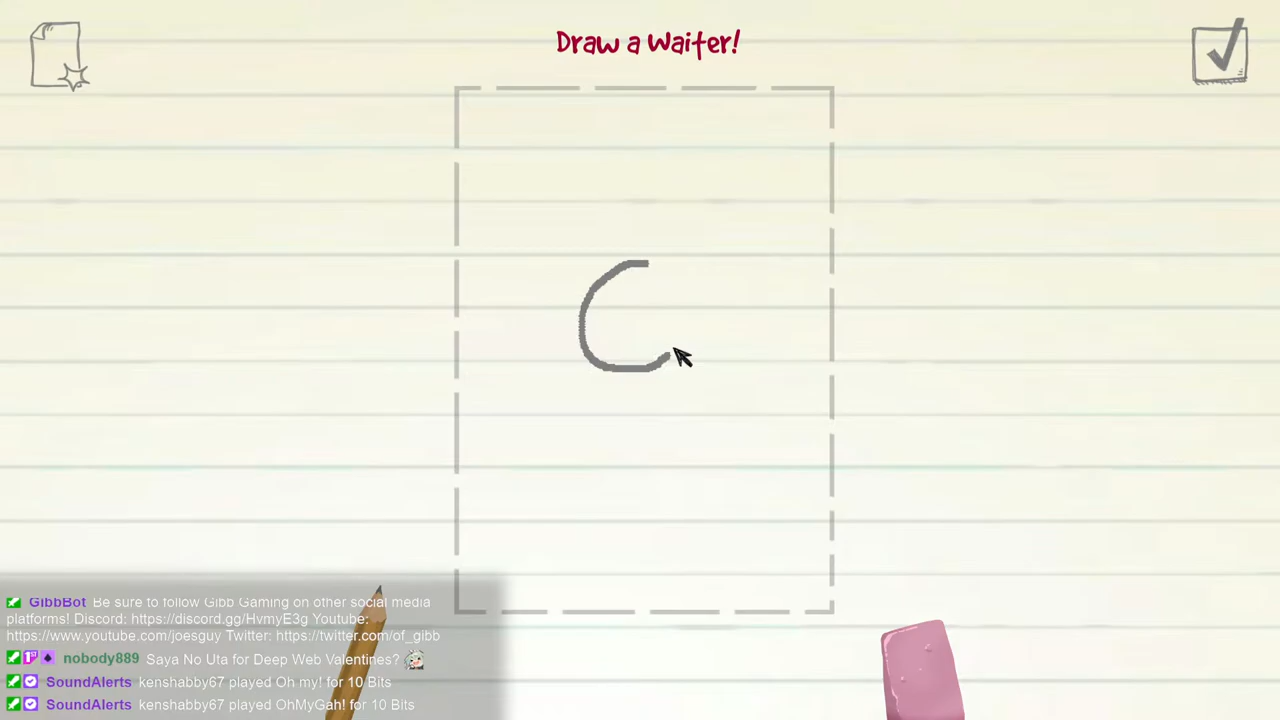 Draw a Waiter!
GibbBot Be sure to follow Gibb Gaming on other social media
platforms! Discord: https://discord.gg/HvmyE3g Youtube:
https://www.youtube.com/joesguy Twitter: https://twitter.com/of_gibb
nobody889 Saya No Uta for Deep Web Valentines?
SoundAlerts kenshabby67 played Oh my! for 10 Bits
SoundAlerts kenshabby67 played OhMyGah! for 10 Bits